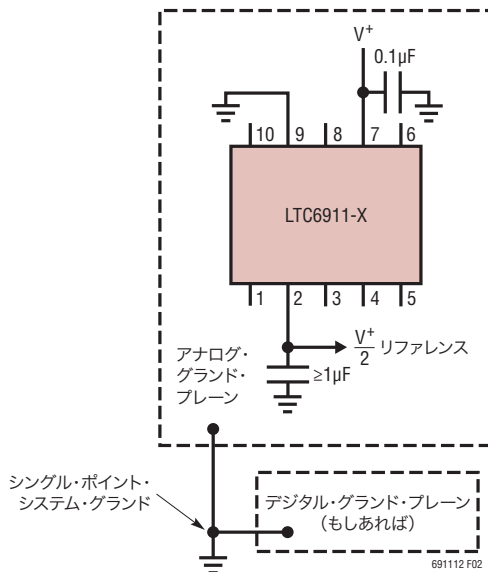 V+
0.1µF
10
9
8
7
6
LTC6911-X
1
2
3
4
5
V+
2
リファレンス
≥1µF
アナログ・
グランド・
プレーン
シングル・ポイント・
システム・グランド
デジタル・グランド・プレーン
(もしあれば)
691112 F02